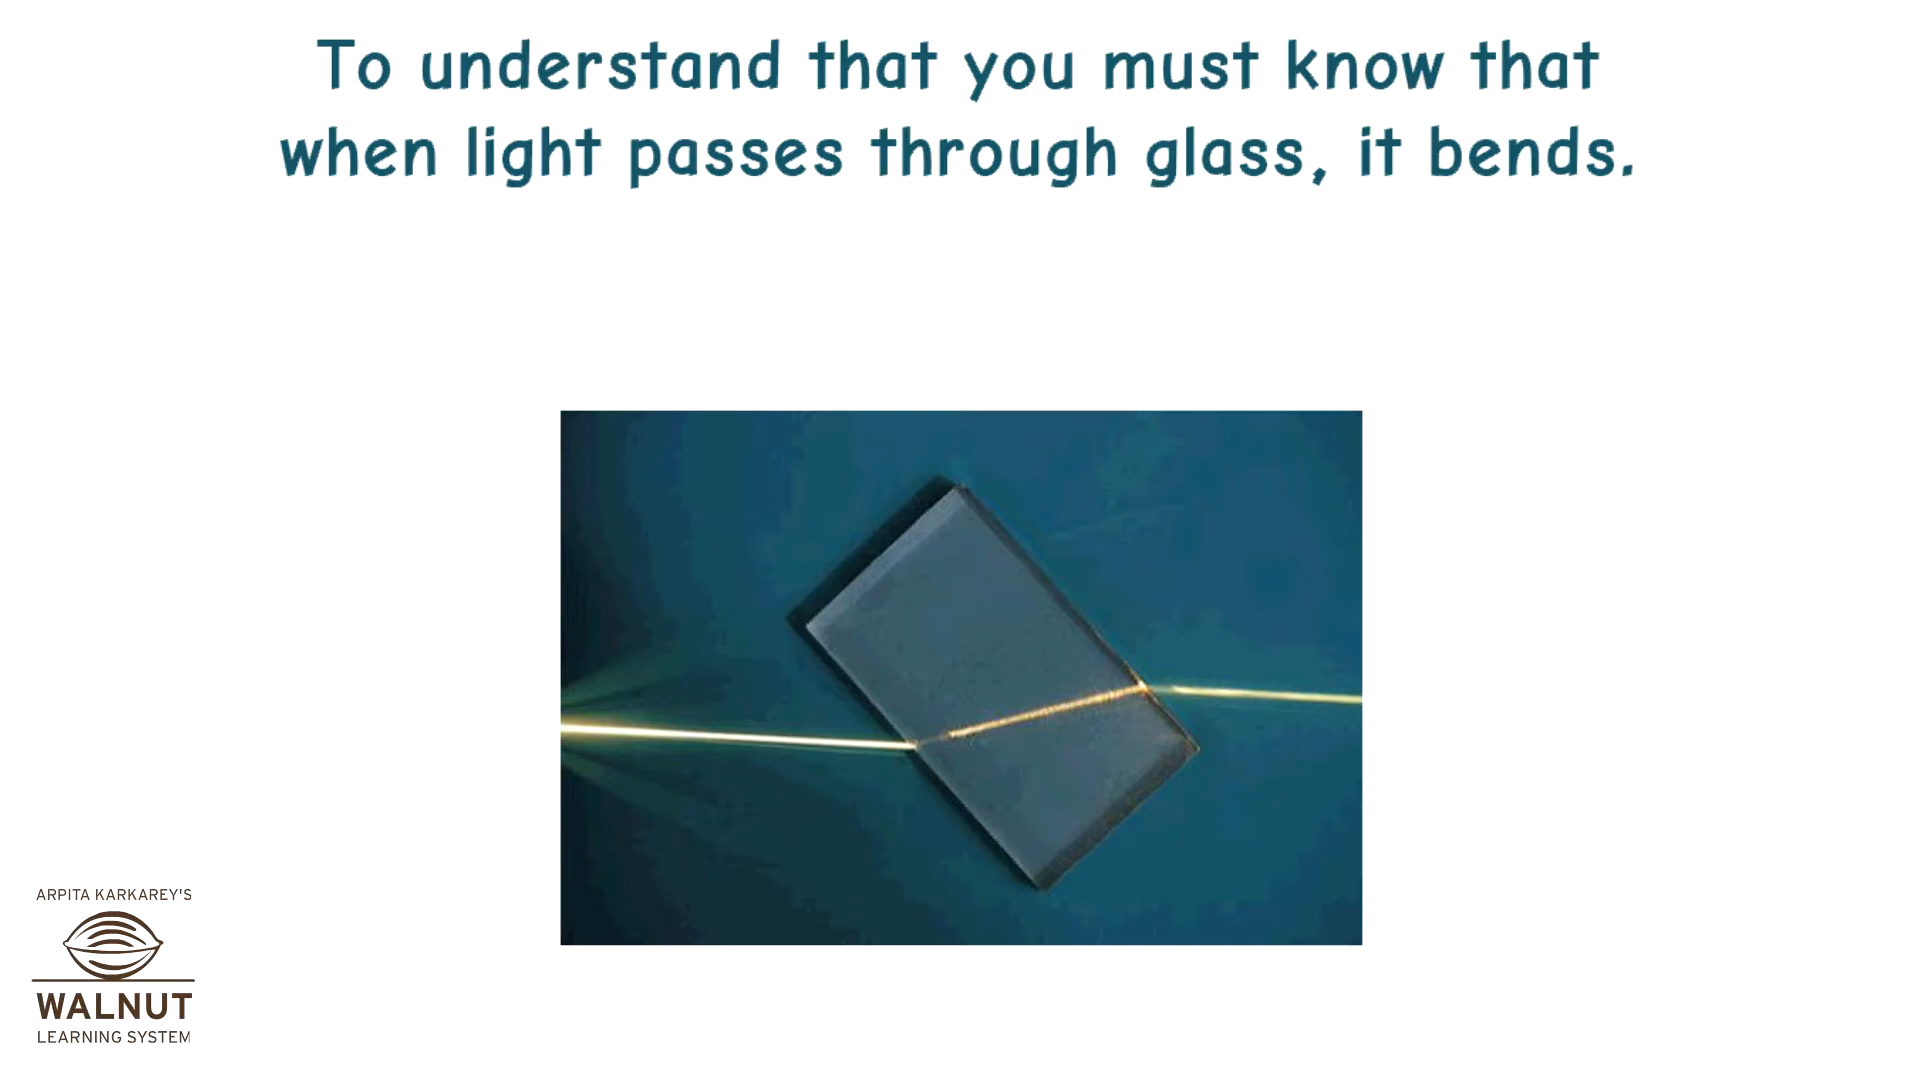 To understand that you must know that
when light passes through glass, it bends.
ARPITA KARKAREY'S
WALNUT
LEARNING SYSTEM